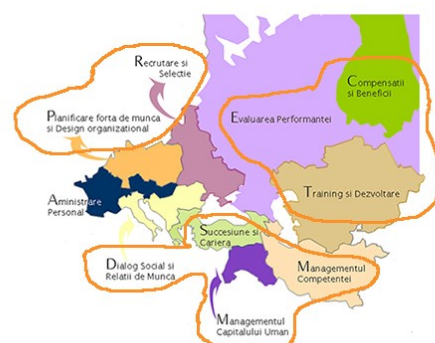 Recrutare si
Selectie
Compensatii
si Beneficii
Planificare forta de munca
si Design organizational
Evaluarea Performantei
Training si Dezvoltare
Aministrare
Personal
Succesiune si
Cariera
Dialog Social si
Relatii de Munca
Managementul
Competentei
Managementul
Capitalului Uman